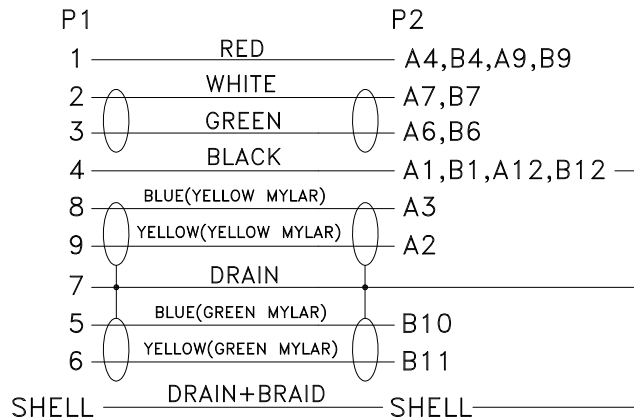 P1 P2
1 RED A4,B4,A9,B9
2 WHITE A7,B7
3 GREEN A6,B6
4 BLACK A1,B1,A12,B12
8 BLUE(YELLOW MYLAR) A3
9 YELLOW(YELLOW MYLAR) A2
7 DRAIN
5 BLUE(GREEN MYLAR) B10
6 YELLOW(GREEN MYLAR) B11
SHELL DRAIN+BRAID SHELL